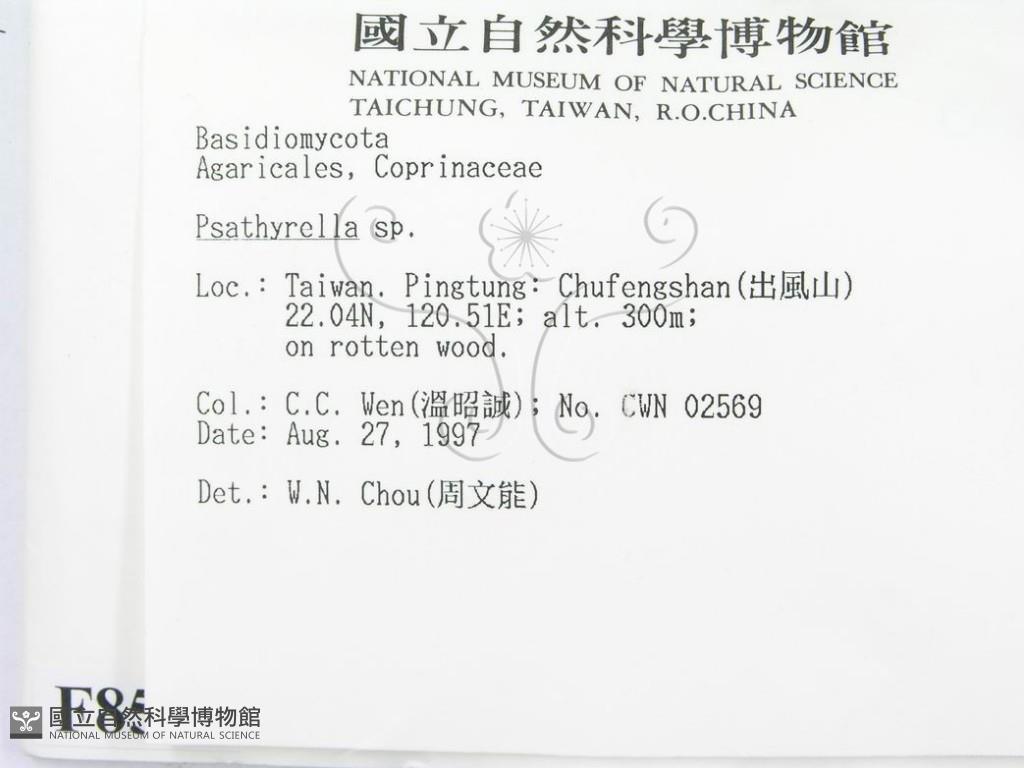 國立自然科學博物館
NATIONAL MUSEUM OF NATURAL SCIENCE
TAICHUNG, TAIWAN, R.O.CHINA
Basidiomycota
Agaricales, Coprinaceae
Psathyrella sp.
Loc.: Taiwan. Pingtung: Chufengshan(出風山)
22.04N, 120.51E; alt. 300m;
on rotten wood.
Col.: C.C. Wen(溫昭誠); No. CWN 02569
Date: Aug. 27, 1997
Det.: W.N. Chou(周文能)
F85
國立自然科學博物館
NATIONAL MUSEUM OF NATURAL SCIENCE